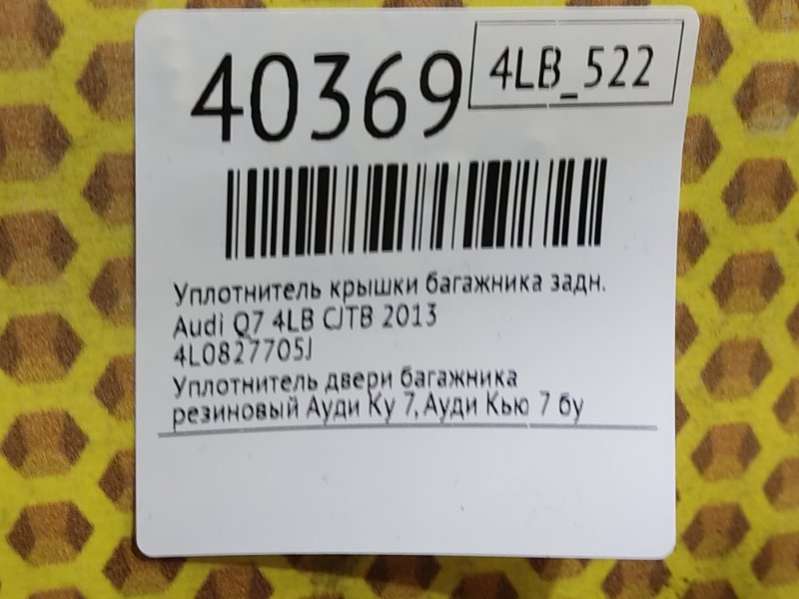 40369
4LB_522
Уплотнитель крышки багажника задн.
Audi Q7 4LB CJTB 2013
4L0827705J
Уплотнитель двери багажника
резиновый Ауди Ку 7, Ауди Кью 7 бу